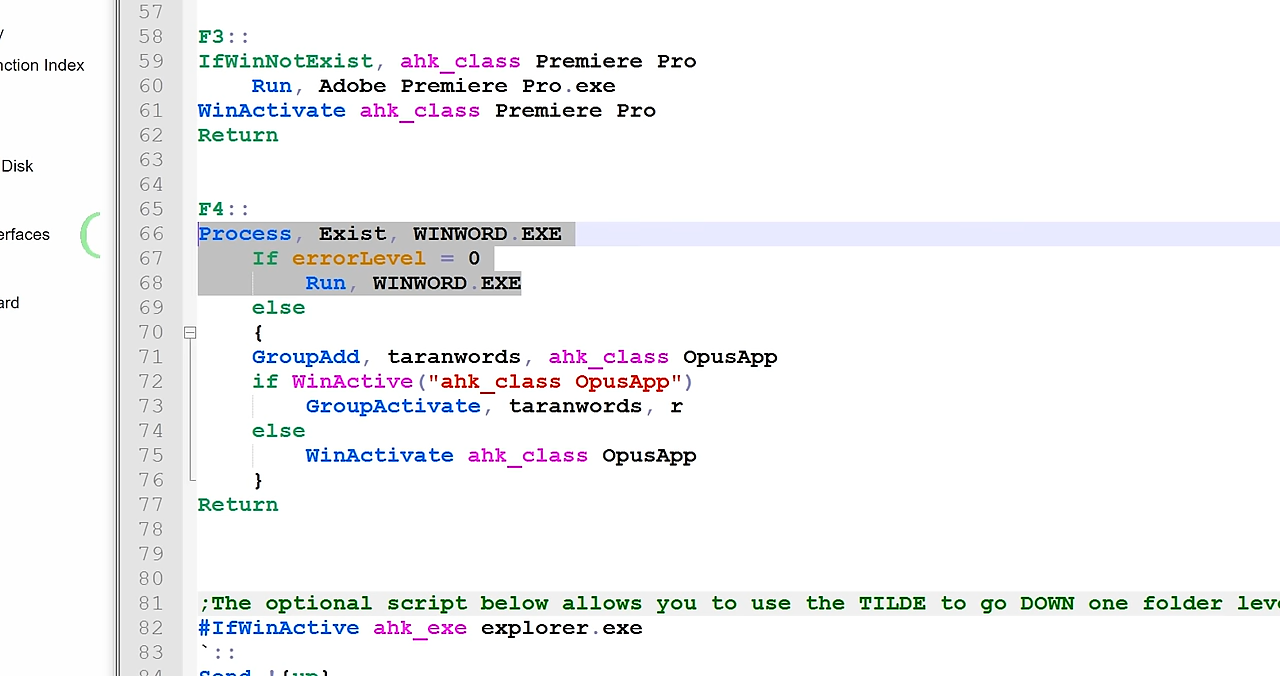 57
58 F3::
59 IfWinNotExist, ahk_class Premiere Pro
nction Index
60 Run, Adobe Premiere Pro.exe
61 WinActivate ahk_class Premiere Pro
62 Return
63
Disk
64
65 F4::
66 Process, Exist, WINWORD.EXE
erfaces
67 If errorLevel = 0
68 Run, WINWORD.EXE
ard
69 else
70 {
71 GroupAdd, taranwords, ahk_class OpusApp
72 if WinActive("ahk_class OpusApp")
73 GroupActivate, taranwords, r
74 else
75 WinActivate ahk_class OpusApp
76 }
77 Return
78
79
80
81 ;The optional script below allows you to use the TILDE to go DOWN one folder leve
82 #IfWinActive ahk_exe explorer.exe
83 `::
84 Send !{up}